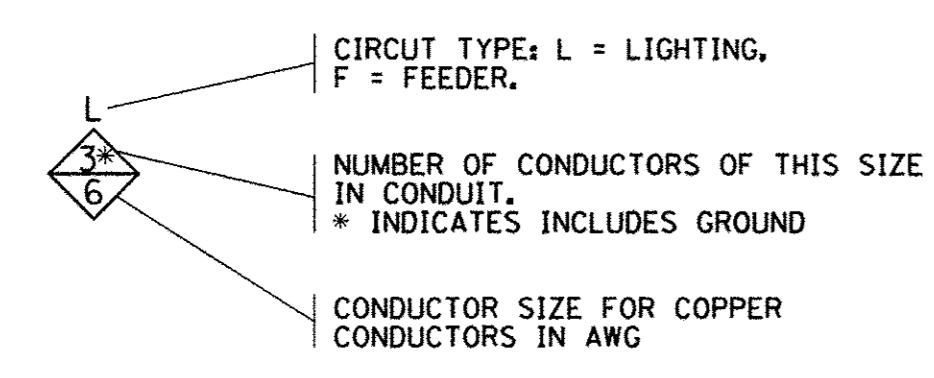 CIRCUT TYPE: L = LIGHTING,
F = FEEDER.
L
3*
6
NUMBER OF CONDUCTORS OF THIS SIZE
IN CONDUIT.
* INDICATES INCLUDES GROUND
CONDUCTOR SIZE FOR COPPER
CONDUCTORS IN AWG